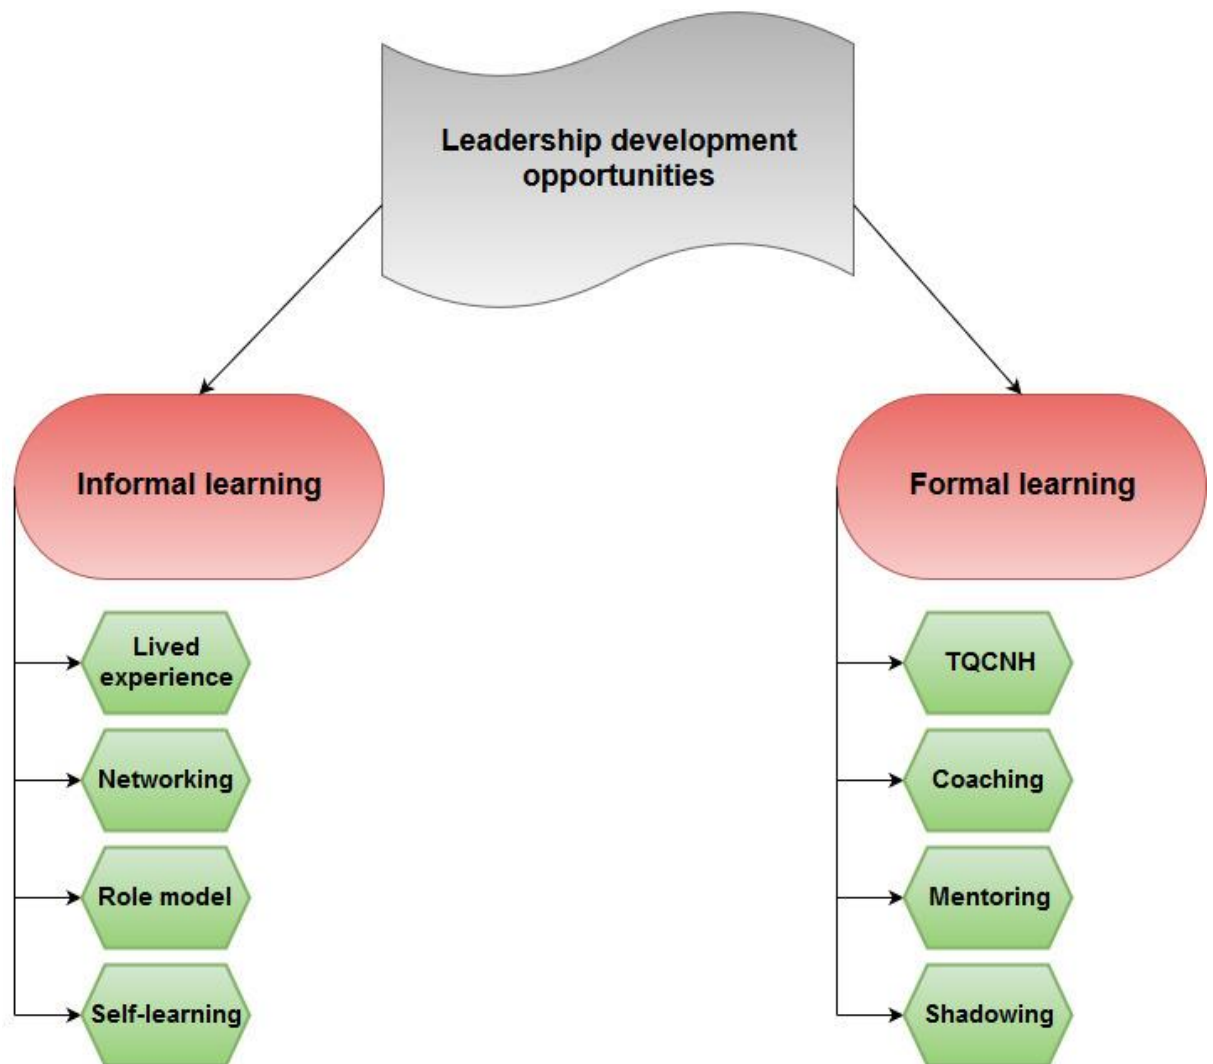 Leadership development
opportunities
Informal learning
Formal learning
Lived
experience
Networking
Role model
Self-learning
TQCNH
Coaching
Mentoring
Shadowing